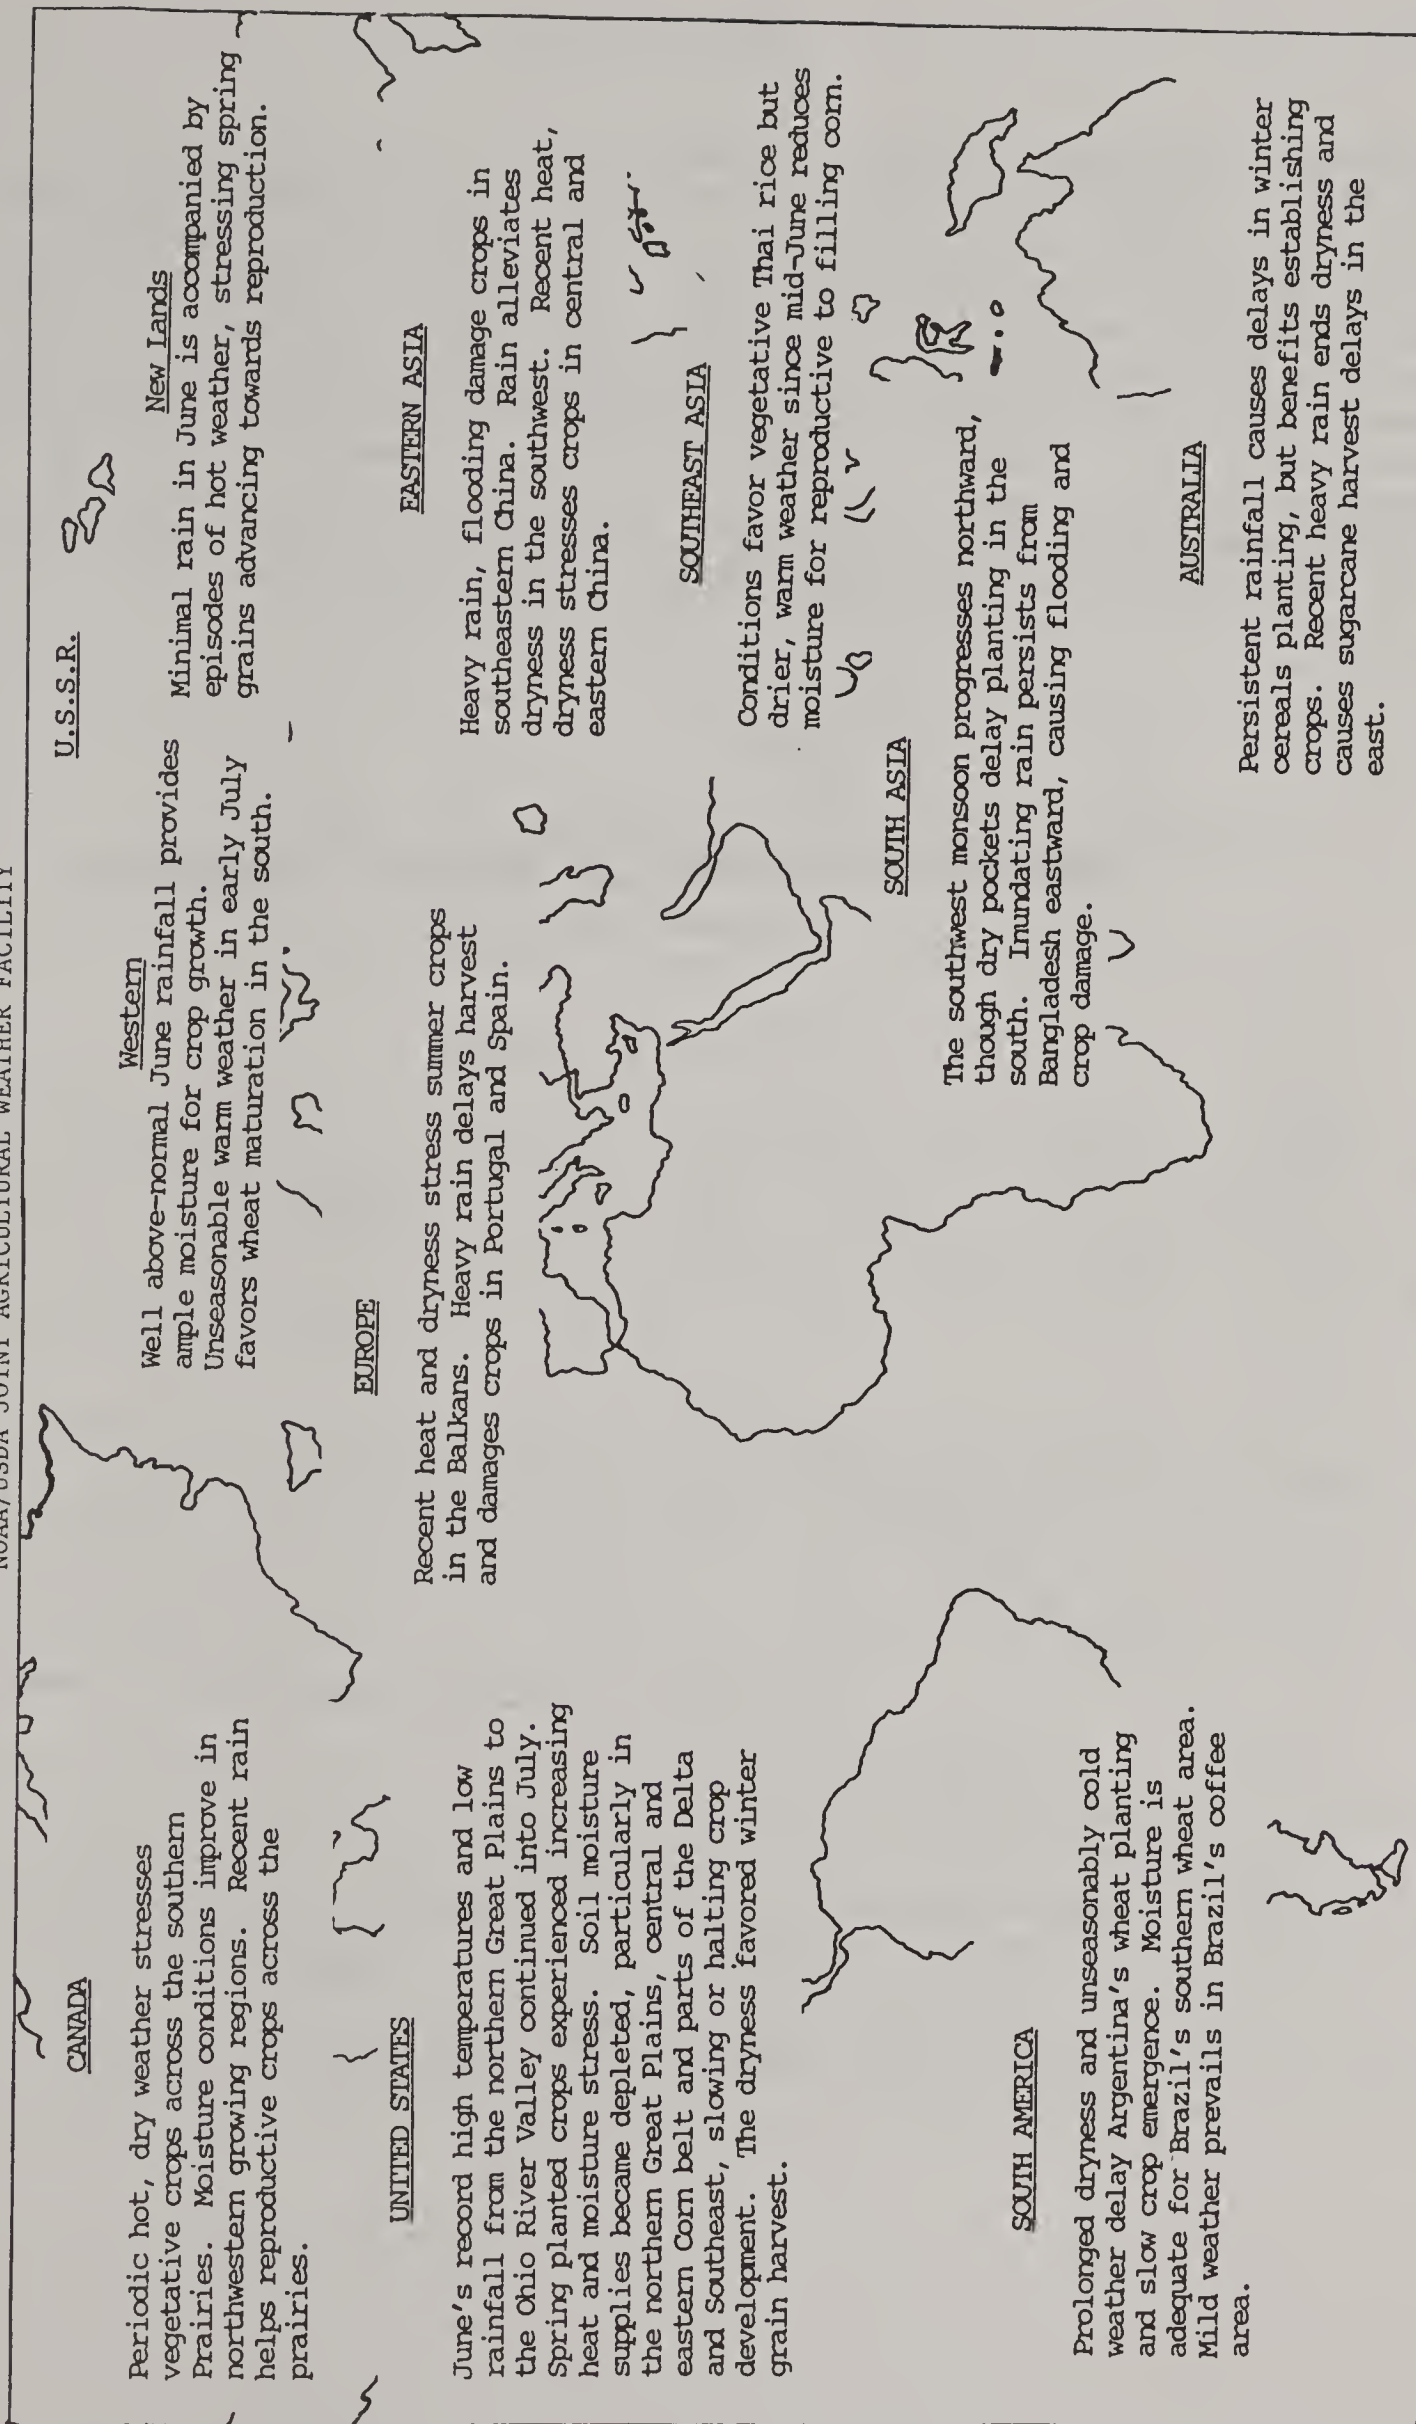 NOAA/USDA JOINT AGRICULTURAL WEATHER FACILITY
CANADA
Periodic hot, dry weather stresses
vegetative crops across the southern
Prairies. Moisture conditions improve in
northwestern growing regions. Recent rain
helps reproductive crops across the
prairies.
UNITED STATES
June's record high temperatures and low
rainfall from the northern Great Plains to
the Ohio River Valley continued into July.
Spring planted crops experienced increasing
heat and moisture stress. Soil moisture
supplies became depleted, particularly in
the northern Great Plains, central and
eastern Corn belt and parts of the Delta
and Southeast, slowing or halting crop
development. The dryness favored winter
grain harvest.
SOUTH AMERICA
Prolonged dryness and unseasonably cold
weather delay Argentina's wheat planting
and slow crop emergence. Moisture is
adequate for Brazil's southern wheat area.
Mild weather prevails in Brazil's coffee
area.
U.S.S.R.
Western
Well above-normal June rainfall provides
ample moisture for crop growth.
Unseasonable warm weather in early July
favors wheat maturation in the south.
New Lands
Minimal rain in June is accompanied by
episodes of hot weather, stressing spring
grains advancing towards reproduction.
EUROPE
Recent heat and dryness stress summer crops
in the Balkans. Heavy rain delays harvest
and damages crops in Portugal and Spain.
EASTERN ASIA
Heavy rain, flooding damage crops in
southeastern China. Rain alleviates
dryness in the southwest. Recent heat,
dryness stresses crops in central and
eastern China.
SOUTHEAST ASIA
Conditions favor vegetative Thai rice but
drier, warm weather since mid-June reduces
moisture for reproductive to filling corn.
SOUTH ASIA
The southwest monsoon progresses northward,
though dry pockets delay planting in the
south. Inundating rain persists from
Bangladesh eastward, causing flooding and
crop damage.
AUSTRALIA
Persistent rainfall causes delays in winter
cereals planting, but benefits establishing
crops. Recent heavy rain ends dryness and
causes sugarcane harvest delays in the
east.